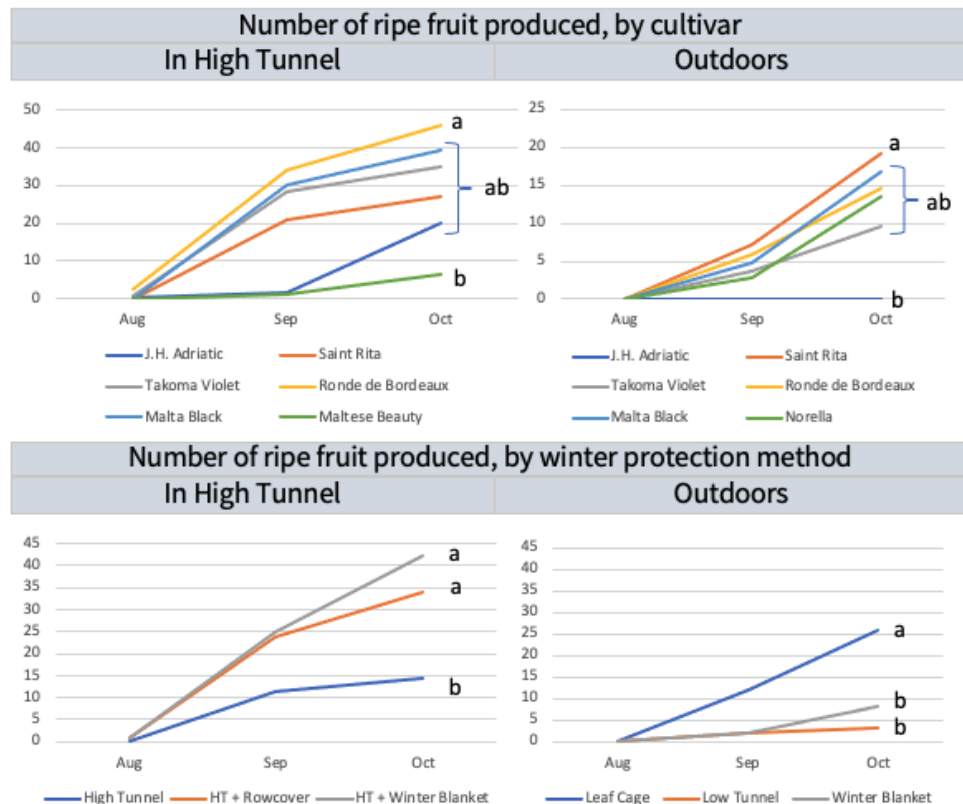 Number of ripe fruit produced, by cultivar
In High Tunnel Outdoors
50
40
30
20
10
0
a
ab
b
Aug Sep Oct
J.H. Adriatic Saint Rita
Takoma Violet Ronde de Bordeaux
Malta Black Maltese Beauty
25
20
15
10
5
0
a
ab
b
Aug Sep Oct
J.H. Adriatic Saint Rita
Takoma Violet Ronde de Bordeaux
Malta Black Norella
Number of ripe fruit produced, by winter protection method
In High Tunnel Outdoors
45
40
35
30
25
20
15
10
5
0
a
a
b
Aug Sep Oct
High Tunnel HT + Rowcover HT + Winter Blanket
45
40
35
30
25
20
15
10
5
0
a
b
b
Aug Sep Oct
Leaf Cage Low Tunnel Winter Blanket